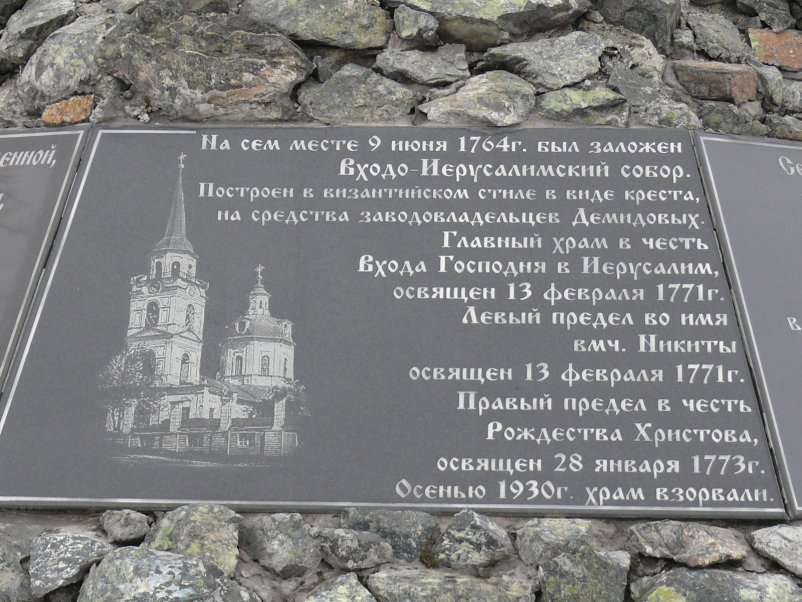 На сем месте 9 июня 1764г. был заложен
Входо-Иерусалимский собор.
Построен в византийском стиле в виде креста,
на средства заводовладельцев Демидовых.
Главный храм в честь
Входа Господня в Иерусалим,
освящен 13 февраля 1771г.
Левый предел во имя
вмч. Никиты
освящен 13 февраля 1771г.
Правый предел в честь
Рождества Христова,
освящен 28 января 1773г.
Осенью 1930г. храм взорвали.